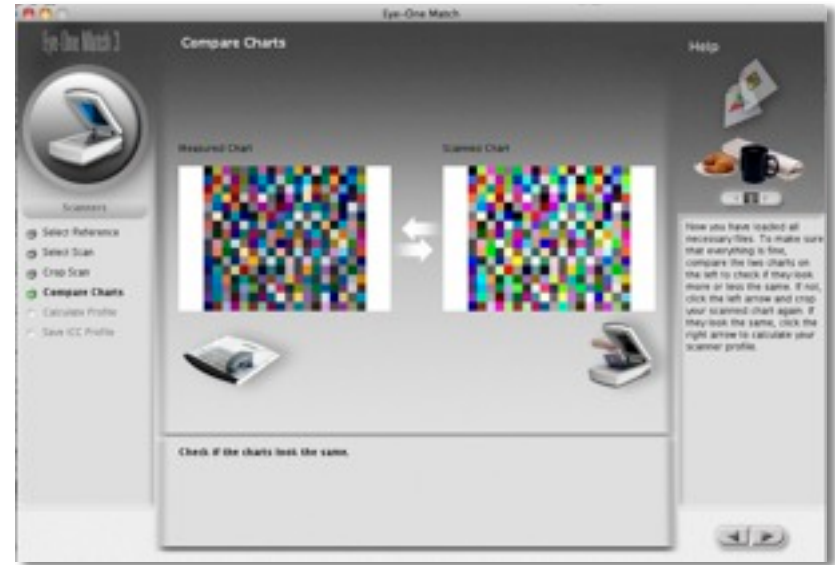 Eye-One Match
Eye-One Match 3
Compare Charts
Help
Measured Chart
Scanned Chart
Scanners
Select Reference
Select Scan
Crop Scan
Compare Charts
Calculate Profile
Save ICC Profile
Now you have loaded all
necessary files. To make sure
that everything is fine,
compare the two charts on
the left to check if they look
more or less the same. If not,
click the left arrow and crop
your scanned chart again. If
they look the same, click the
right arrow to calculate your
scanner profile.
Check if the charts look the same.